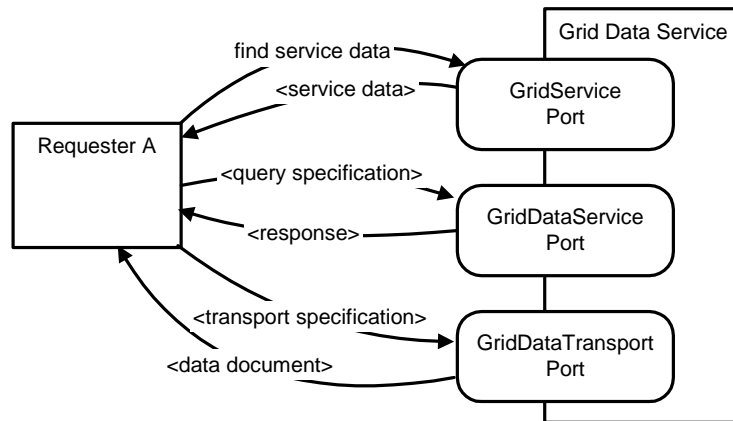 Grid Data Service
find service data
<service data>
GridService
Port
Requester A
<query specification>
GridDataService
Port
<response>
<transport specification>
GridDataTransport
Port
<data document>